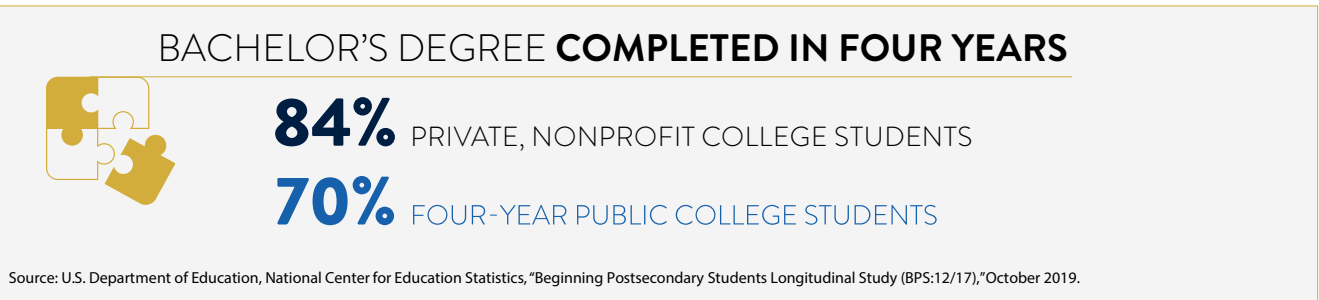 BACHELOR'S DEGREE COMPLETED IN FOUR YEARS
84% PRIVATE, NONPROFIT COLLEGE STUDENTS
70% FOUR-YEAR PUBLIC COLLEGE STUDENTS
Source: U.S. Department of Education, National Center for Education Statistics, “Beginning Postsecondary Students Longitudinal Study (BPS:12/17),”October 2019.